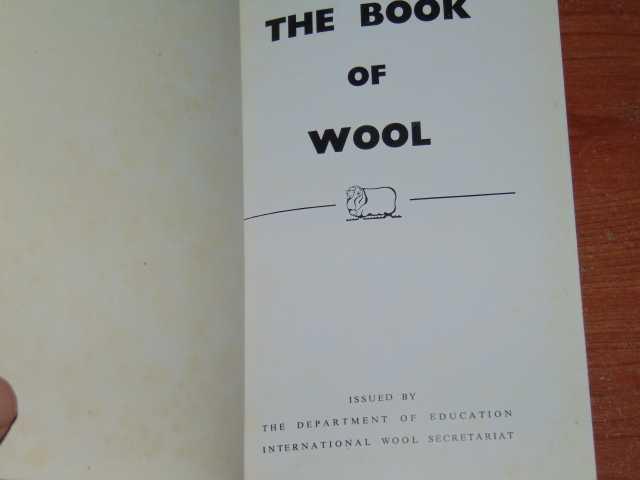 THE BOOK
OF
WOOL
ISSUED BY
THE DEPARTMENT OF EDUCATION
INTERNATIONAL WOOL SECRETARIAT